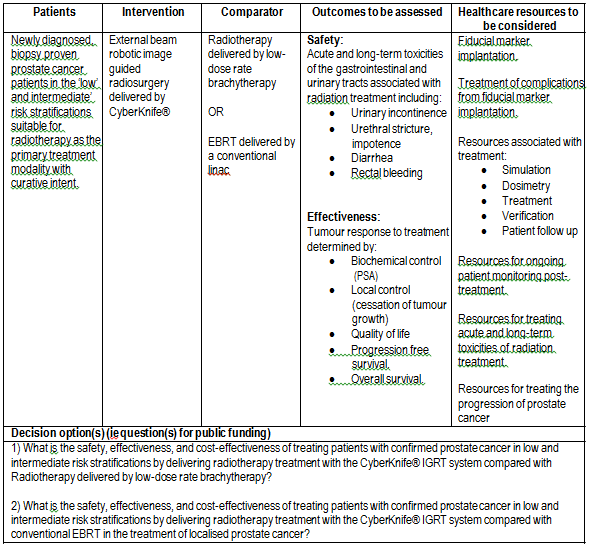 Patients
Intervention
Comparator
Outcomes to be assessed
Healthcare resources to
be considered
Newly diagnosed,
biopsy proven
prostate cancer
patients in the 'low'
and intermediate'
risk stratifications
suitable for
radiotherapy as the
primary treatment
modality with
curative intent.
External beam
robotic image
guided
radiosurgery
delivered by
CyberKnife®
Radiotherapy
delivered by low-
dose rate
brachytherapy
OR
EBRT delivered by
a conventional
linac
Safety:
Acute and long-term toxicities
of the gastrointestinal and
urinary tracts associated with
radiation treatment including:
• Urinary incontinence
• Urethral stricture,
impotence
• Diarrhea
• Rectal bleeding
Effectiveness:
Tumour response to treatment
determined by:
• Biochemical control
(PSA)
• Local control
(cessation of tumour
growth)
• Quality of life
• Progression free
survival
• Overall survival
Fiducial marker
implantation.
Treatment of complications
from fiducial marker
implantation.
Resources associated with
treatment:
• Simulation
• Dosimetry
• Treatment
• Verification
• Patient follow up
Resources for ongoing
patient monitoring post-
treatment.
Resources for treating
acute and long-term
toxicities of radiation
treatment.
Resources for treating the
progression of prostate
cancer
Decision option(s) (ie question(s) for public funding)
1) What is the safety, effectiveness, and cost-effectiveness of treating patients with confirmed prostate cancer in low and
intermediate risk stratifications by delivering radiotherapy treatment with the CyberKnife® IGRT system compared with
Radiotherapy delivered by low-dose rate brachytherapy?
2) What is the safety, effectiveness, and cost-effectiveness of treating patients with confirmed prostate cancer in low and
intermediate risk stratifications by delivering radiotherapy treatment with the CyberKnife® IGRT system compared with
conventional EBRT in the treatment of localised prostate cancer?